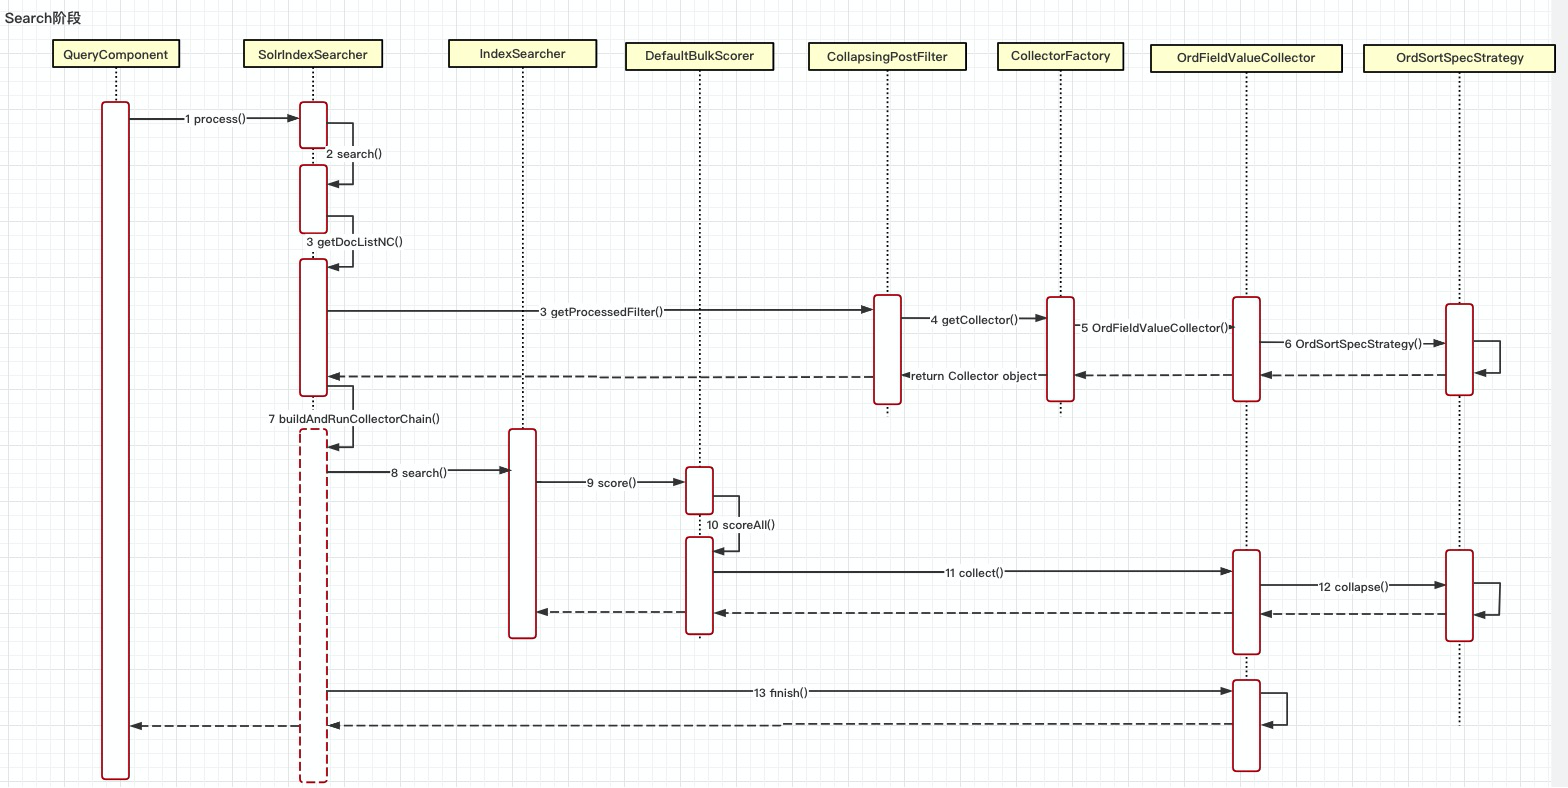 Search阶段
QueryComponent
SolrIndexSearcher
IndexSearcher
DefaultBulkScorer
CollapsingPostFilter
CollectorFactory
OrdFieldValueCollector
OrdSortSpecStrategy
1 process()
2 search()
3 getDocListNC()
3 getProcessedFilter()
4 getCollector()
5 OrdFieldValueCollector()
6 OrdSortSpecStrategy()
return Collector object
7 buildAndRunCollectorChain()
8 search()
9 score()
10 scoreAll()
11 collect()
12 collapse()
13 finish()